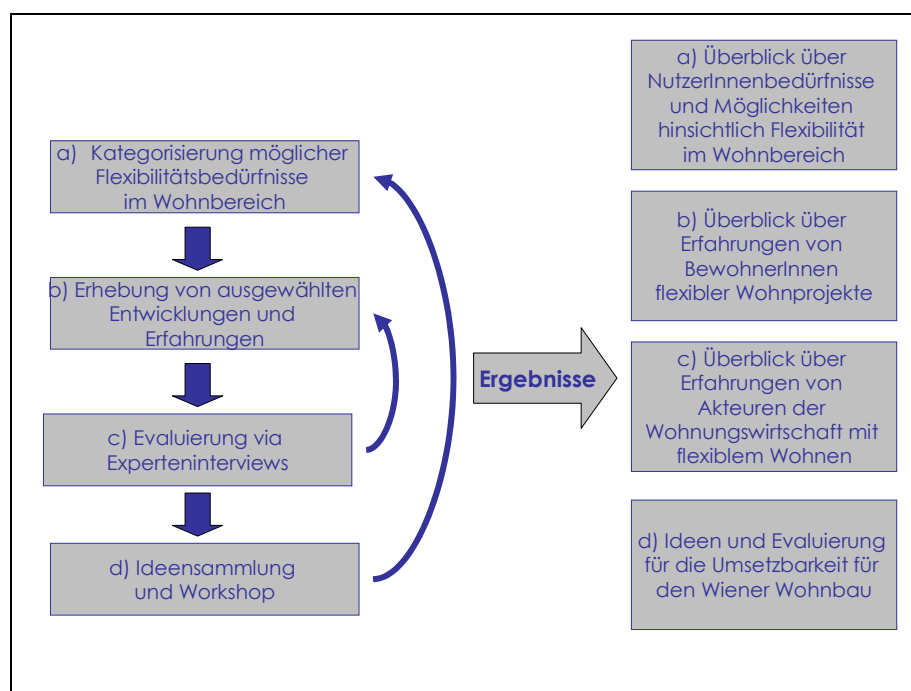 a) Kategorisierung möglicher
Flexibilitätsbedürfnisse
im Wohnbereich
b) Erhebung von ausgewählten
Entwicklungen und
Erfahrungen
c) Evaluierung via
Experteninterviews
d) Ideensammlung
und Workshop
Ergebnisse
a) Überblick über
NutzerInnenbedürfnisse
und Möglichkeiten
hinsichtlich Flexibilität
im Wohnbereich
b) Überblick über
Erfahrungen von
BewohnerInnen
flexibler Wohnprojekte
c) Überblick über
Erfahrungen von
Akteuren der
Wohnungswirtschaft mit
flexiblem Wohnen
d) Ideen und Evaluierung
für die Umsetzbarkeit für
den Wiener Wohnbau